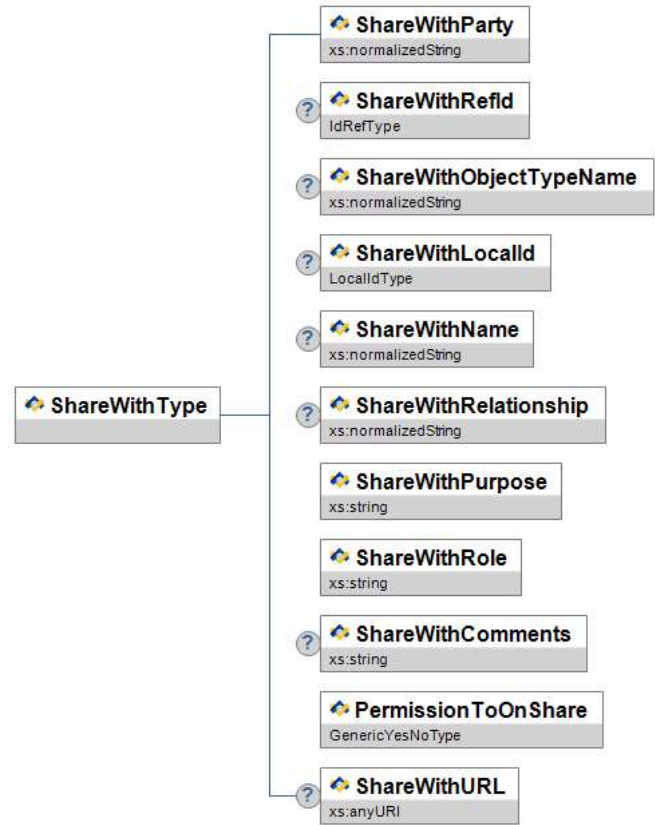 ShareWithParty
xs:normalizedString
?
ShareWithRefId
IdRefType
?
ShareWithObjectTypeName
xs:normalizedString
?
ShareWithLocalId
LocalIdType
?
ShareWithName
xs:normalizedString
ShareWithType
?
ShareWithRelationship
xs:normalizedString
ShareWithPurpose
xs:string
ShareWithRole
xs:string
?
ShareWithComments
xs:string
PermissionToOnShare
GenericYesNoType
?
ShareWithURL
xs:anyURI